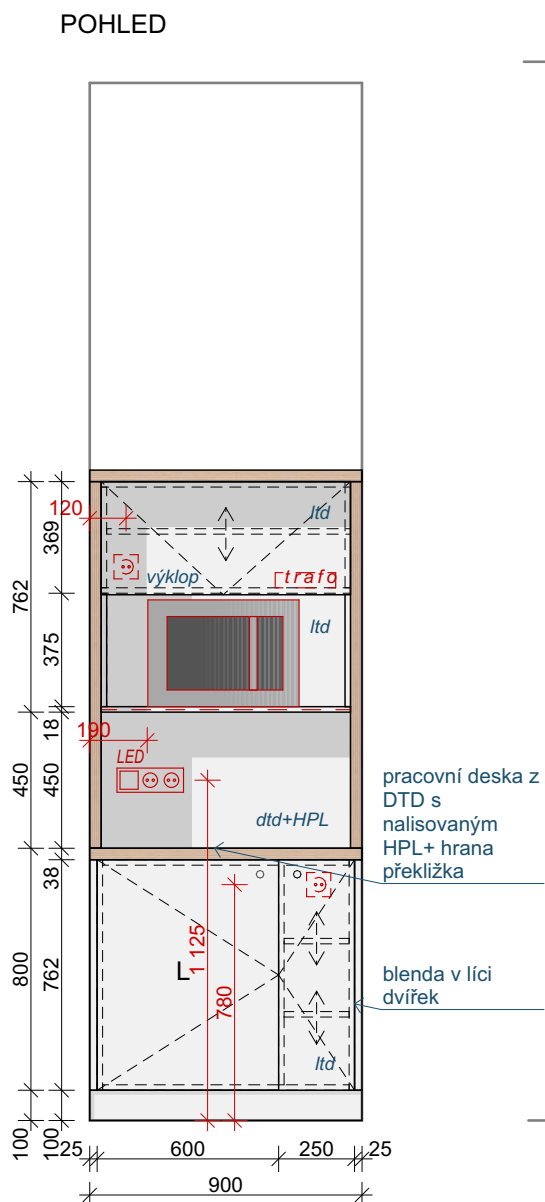 POHLED
120
ltd
369
762
výklop
trafo
ltd
375
18
190
LED
450
450
dtd+HPL
pracovní deska z
DTD s
nalisovaným
HPL+ hrana
překližka
38
1 125
L
780
800
762
blenda v líci
dvířek
ltd
100
100
25
600
250
25
900